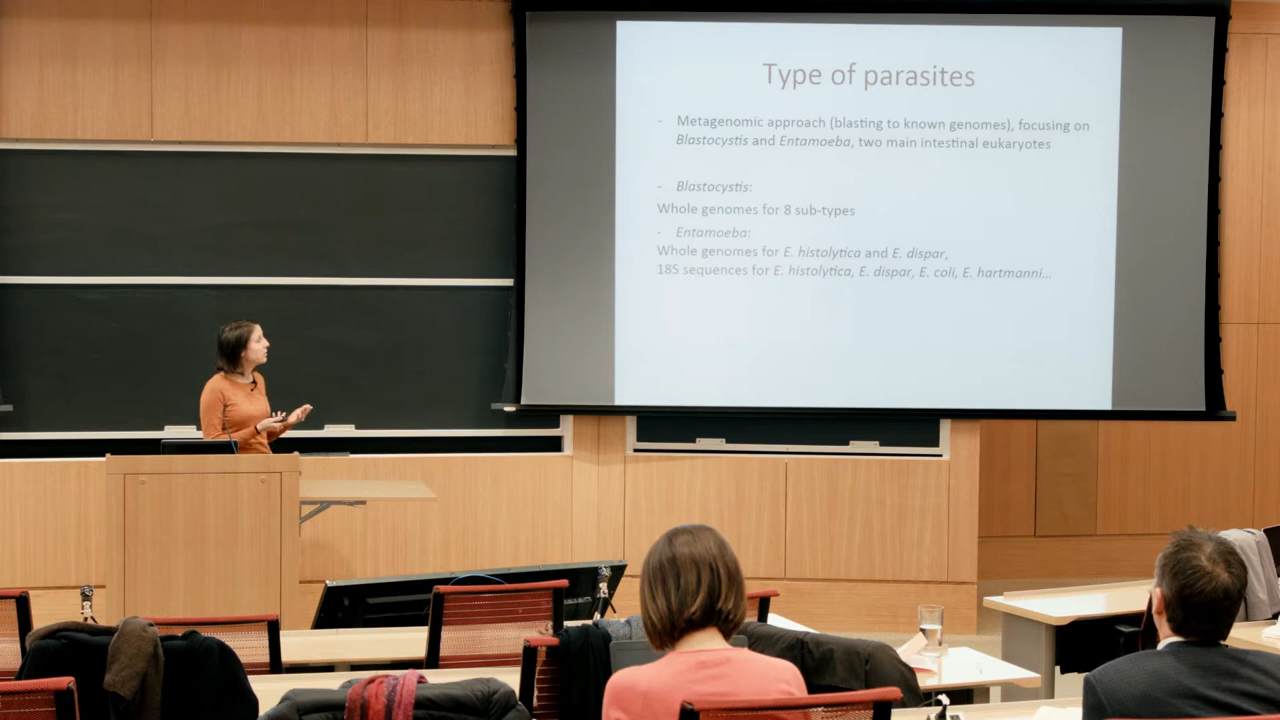 Type of parasites
- Metagenomic approach (blasting to known genomes), focusing on
Blastocystis and Entamoeba, two main intestinal eukaryotes
- Blastocystis:
Whole genomes for 8 sub-types
- Entamoeba:
Whole genomes for E. histolytica and E. dispar,
18S sequences for E. histolytica, E. dispar, E. coli, E. hartmanni...